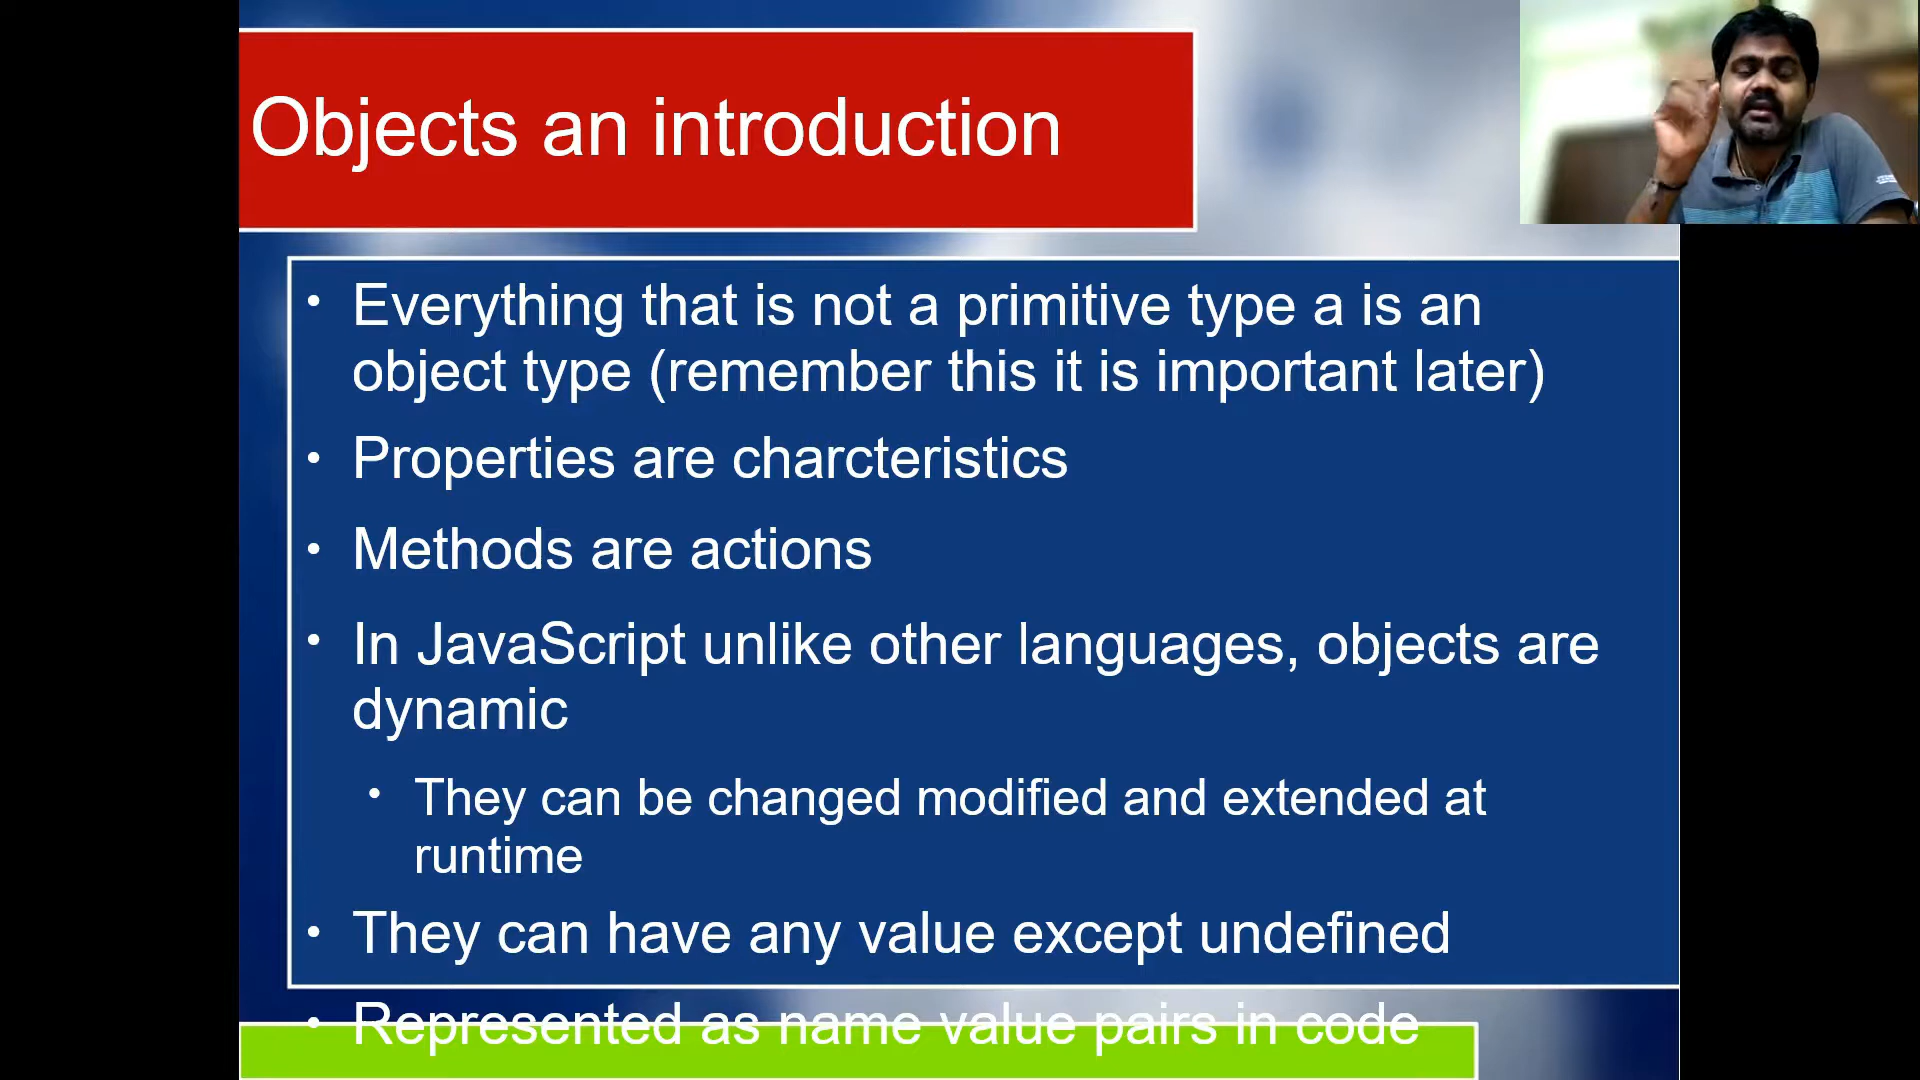 Objects an introduction
• Everything that is not a primitive type a is an
object type (remember this it is important later)
• Properties are charcteristics
• Methods are actions
• In JavaScript unlike other languages, objects are
dynamic
• They can be changed modified and extended at
runtime
• They can have any value except undefined
• Represented as name value pairs in code